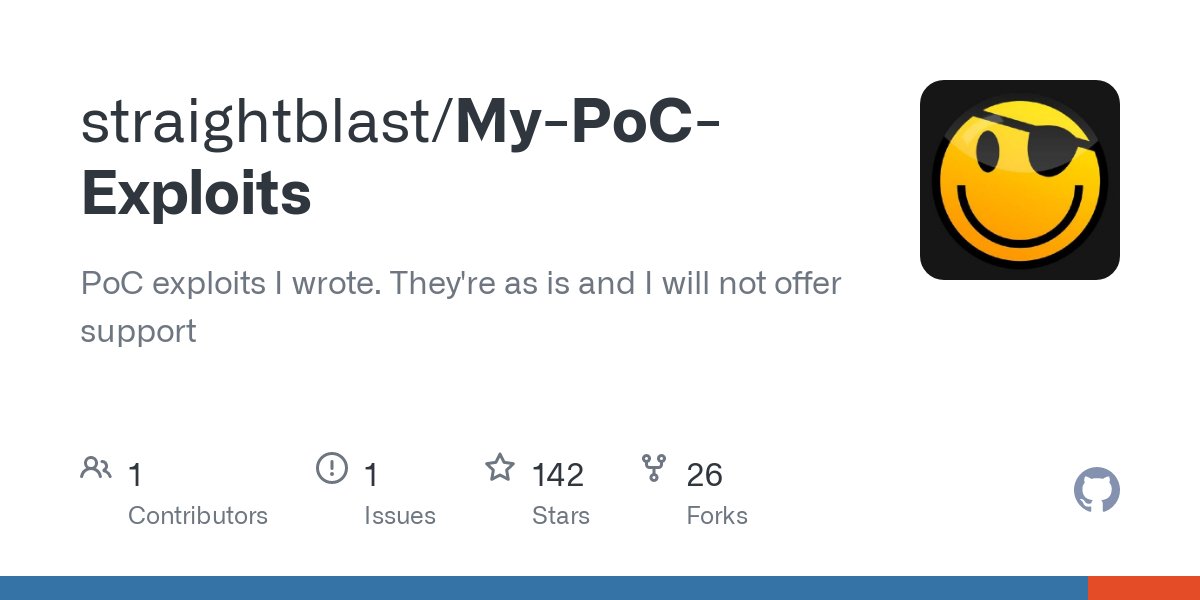 straightblast/My-PoC-
Exploits
PoC exploits I wrote. They're as is and I will not offer
support
1
Contributors
1
Issues
142
Stars
26
Forks